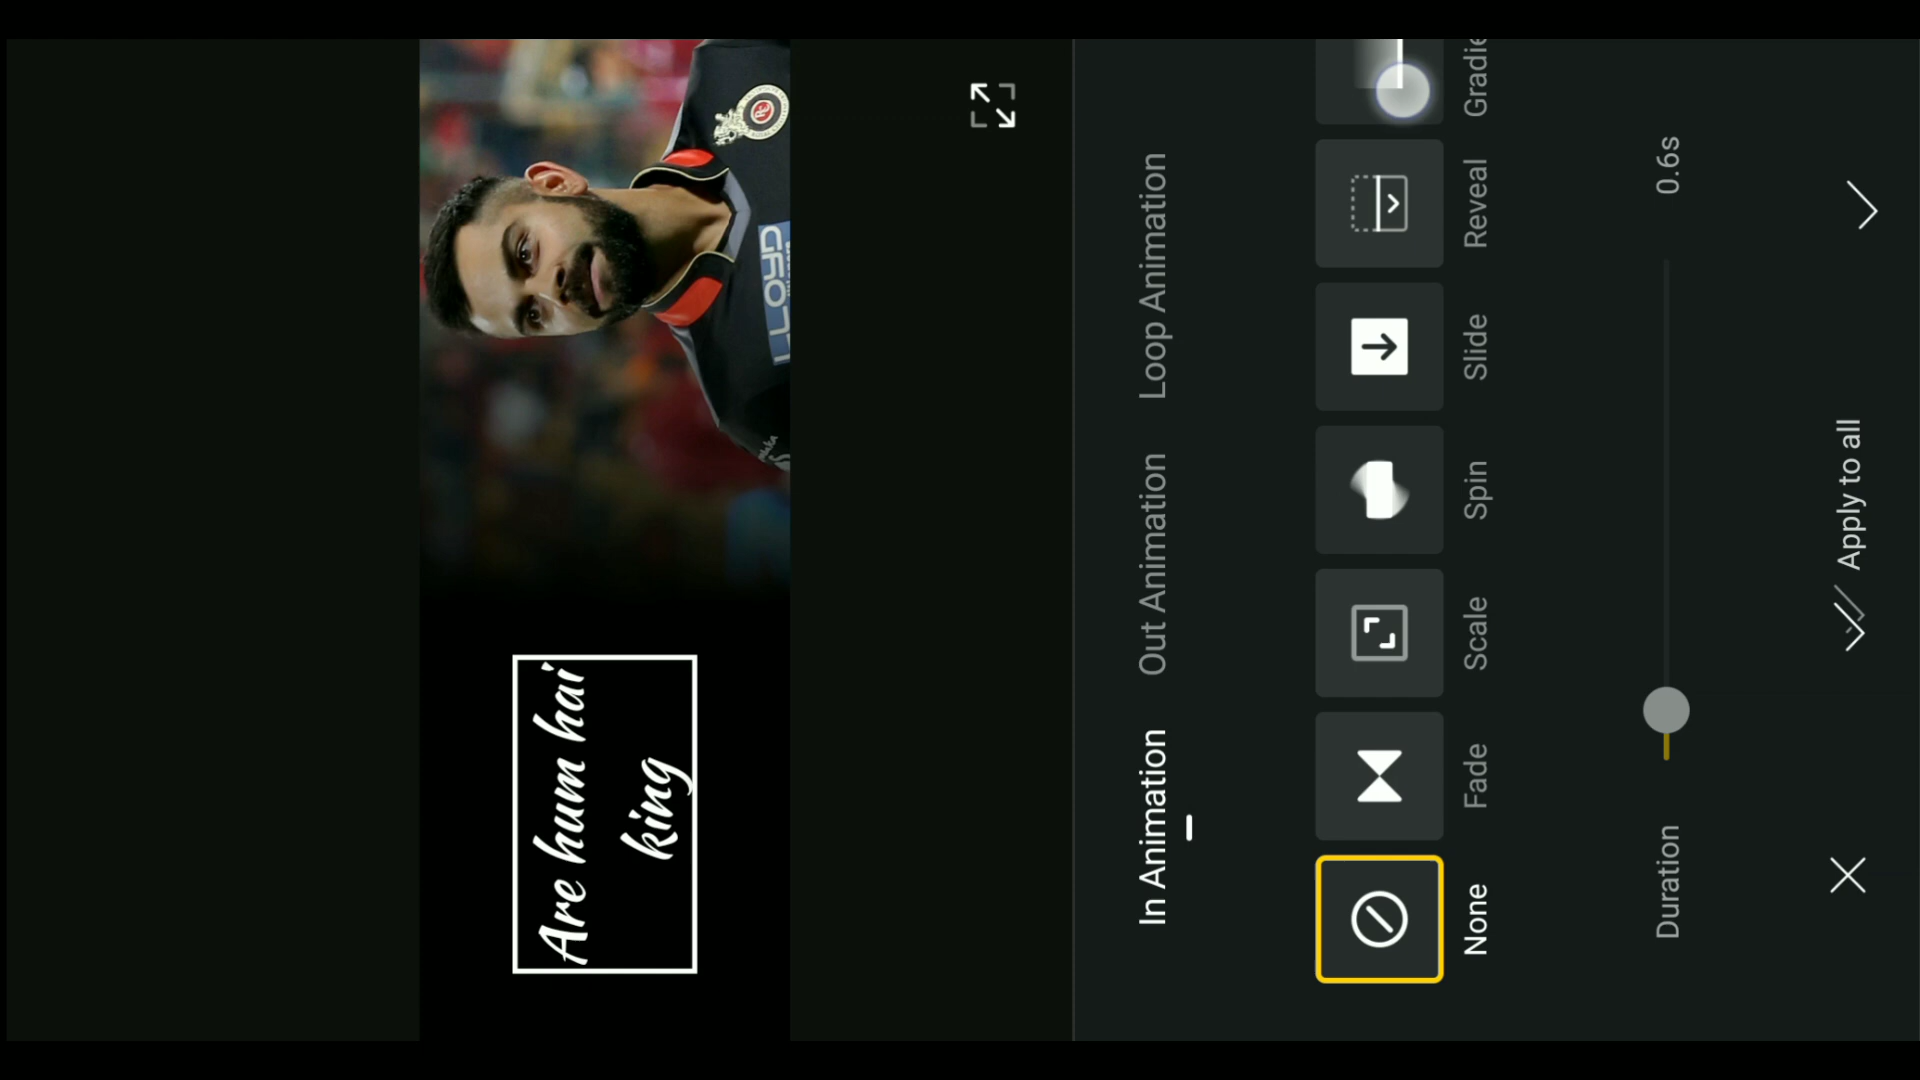 Are hum hai
king
In Animation
Out Animation
Loop Animation
None
Fade
Scale
Spin
Slide
Reveal
Gradie
Duration
0.6s
Apply to all